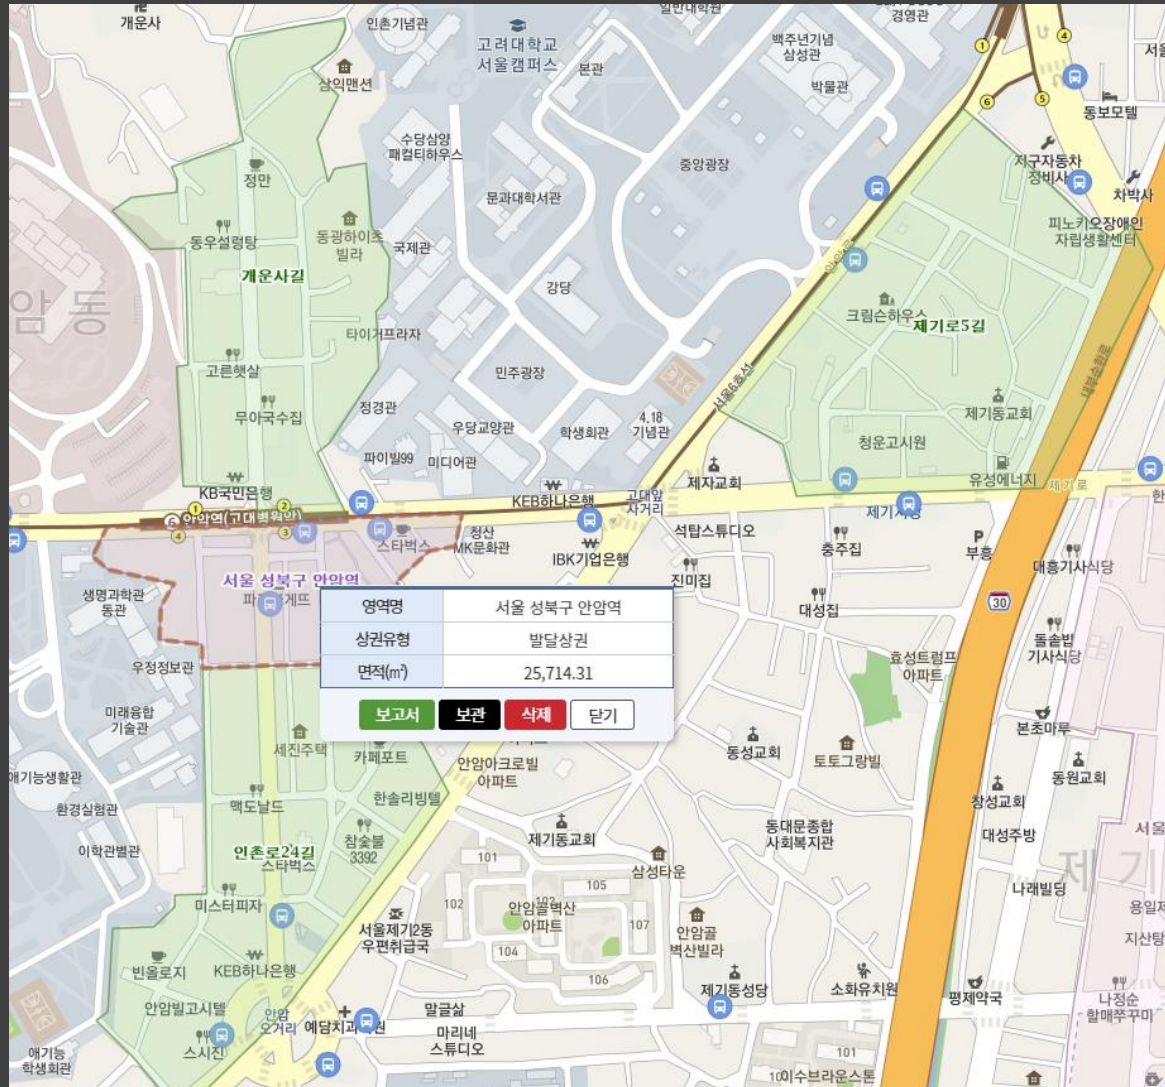 개운사
인촌기념관
고려대학교
서울캠퍼스
본관
일반대학원
경영관
백주년기념
삼성관
박물관
1
4
6
5
동보모텔
삼익맨션
수당삼양
패컬티하우스
중앙광장
지구자동차
정비사
차박사
정만
문과대학서관
동우설렁탕
동광하이츠
빌라
국제관
피노키오장애인
자립생활센터
개운사길
강당
안암로
암동
타이거프라자
크림슨하우스
제기로5길
고른햇살
민주광장
서울6호선
내부순환로
무아국수집
정경관
우당교양관
학생회관
4.18
기념관
제기동교회
청운고시원
파이빌99
미디어관
제자교회
유성에너지
KB국민은행
KEB하나은행
고대앞
사거리
제기로
1
2
6
안암역(고대병원앞)
4
3
스타벅스
청산
MK문화관
IBK기업은행
석탑스튜디오
충주집
P
부흥
대흥기사식당
서울 성북구 안암역
생명과학관
동관
진미집
대성집
30
영역명
서울 성북구 안암역
상권유형
발달상권
면적(㎡)
25,714.31
보고서
보관
삭제
닫기
우정정보관
돌솥밥
기사식당
효성트럼프
아파트
미래융합
기술관
세진주택
카페포트
안암아크로빌
아파트
동성교회
토토그랑빌
본초마루
동원교회
애기능생활관
환경실험관
맥도날드
한솔리빙텔
창성교회
이학관별관
인촌로24길
스타벅스
참숯불
3392
제기동교회
동대문종합
사회복지관
대성주방
제기
101
105
삼성타운
나래빌딩
미스터피자
102
103
안암골벽산
아파트
107
서울제기2동
우편취급국
104
안암골
벽산빌라
지산탕
빈올로지
KEB하나은행
106
제기동성당
소화유치원
평제약국
나정순
할매쭈꾸미
안암빌고시텔
안암
오거리
말글삶
스시진
마리네
스튜디오
애기능
학생회관
101
이수브라운스톤